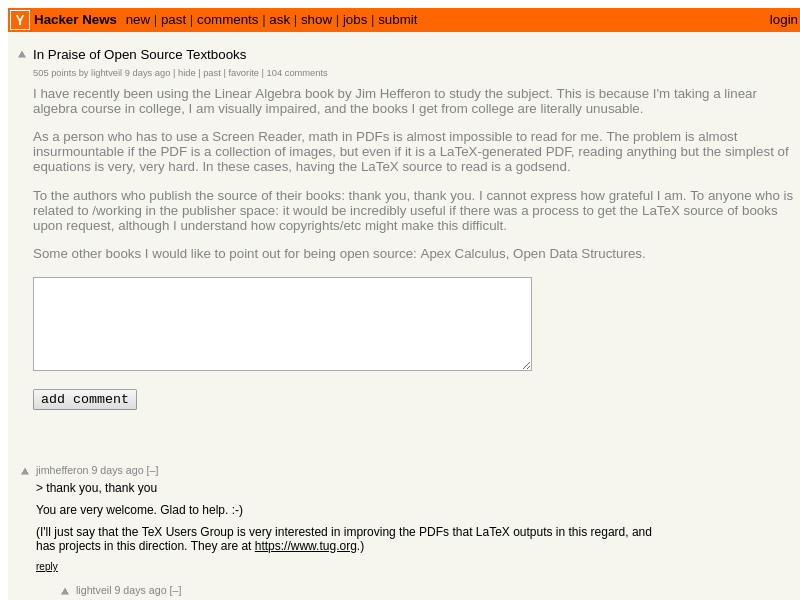 Y Hacker News new | past | comments | ask | show | jobs | submit login
In Praise of Open Source Textbooks
505 points by lightveil 9 days ago | hide | past | favorite | 104 comments
I have recently been using the Linear Algebra book by Jim Hefferon to study the subject. This is because I'm taking a linear
algebra course in college, I am visually impaired, and the books I get from college are literally unusable.
As a person who has to use a Screen Reader, math in PDFs is almost impossible to read for me. The problem is almost
insurmountable if the PDF is a collection of images, but even if it is a LaTeX-generated PDF, reading anything but the simplest of
equations is very, very hard. In these cases, having the LaTeX source to read is a godsend.
To the authors who publish the source of their books: thank you, thank you. I cannot express how grateful I am. To anyone who is
related to /working in the publisher space: it would be incredibly useful if there was a process to get the LaTeX source of books
upon request, although I understand how copyrights/etc might make this difficult.
Some other books I would like to point out for being open source: Apex Calculus, Open Data Structures.
add comment
jimhefferon 9 days ago [–]
> thank you, thank you
You are very welcome. Glad to help. :-)
(I'll just say that the TeX Users Group is very interested in improving the PDFs that LaTeX outputs in this regard, and
has projects in this direction. They are at https://www.tug.org.)
reply
lightveil 9 days ago [–]